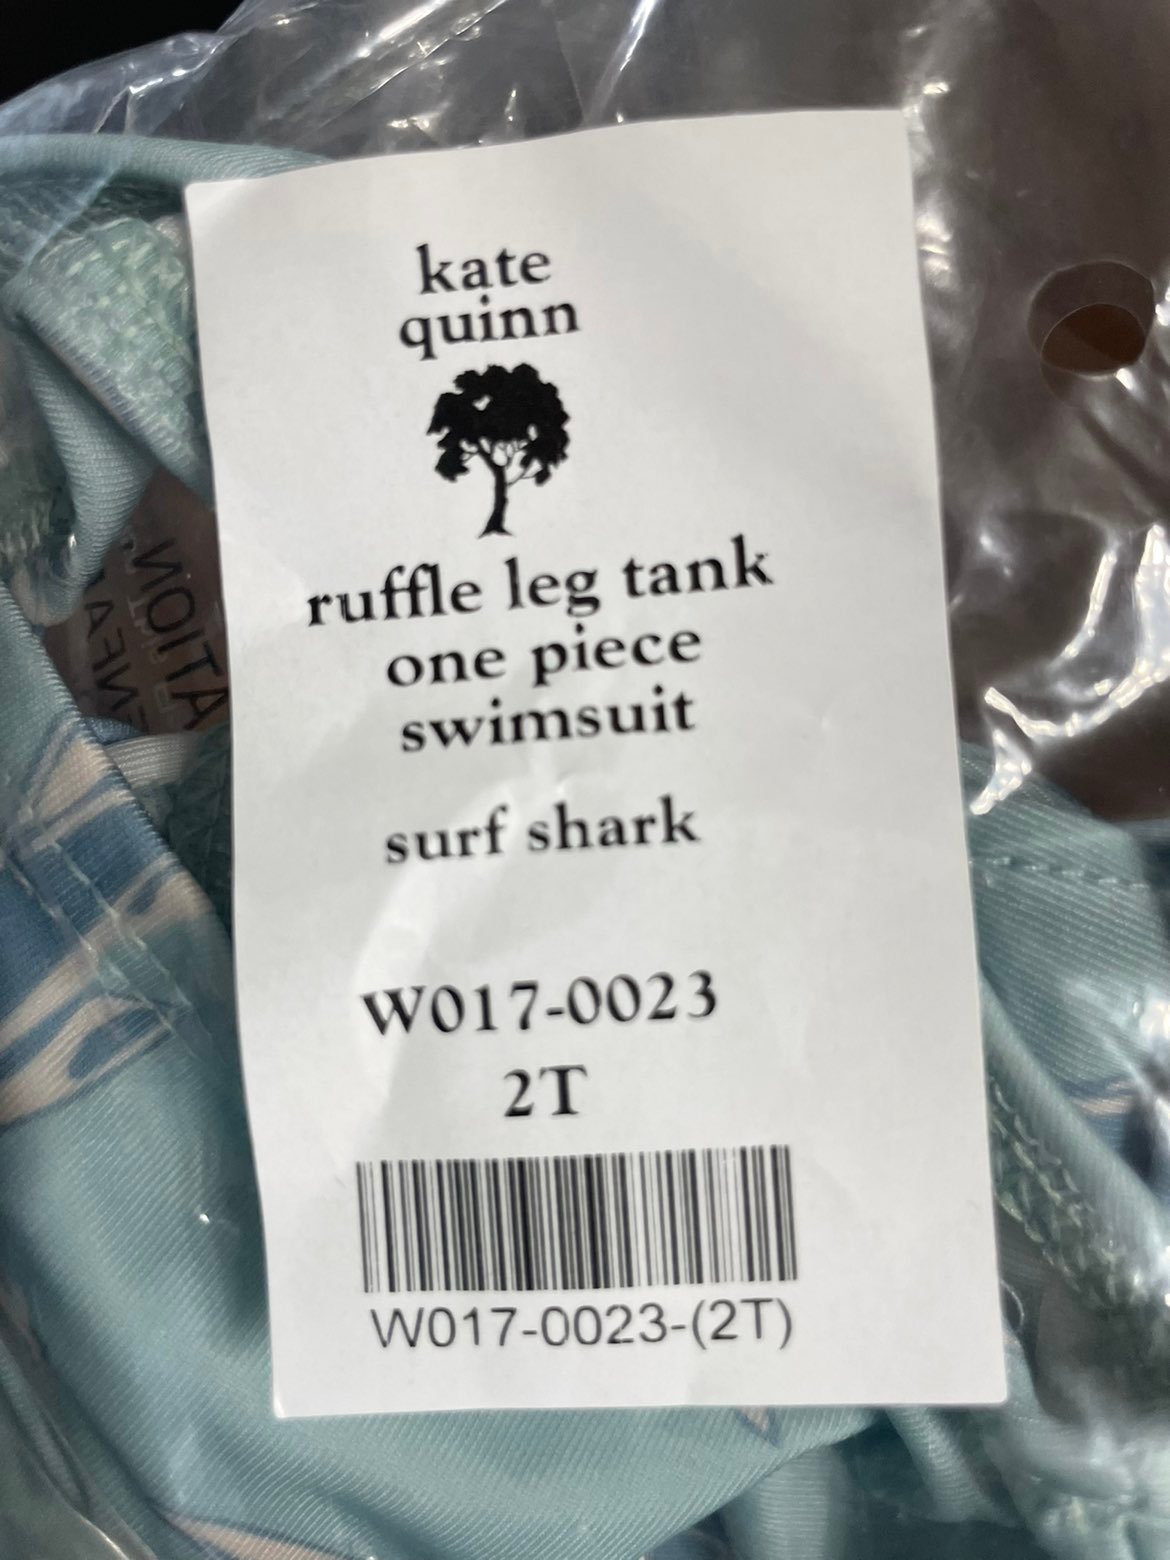 kate
quinn
ruffle leg tank
one piece
swimsuit
surf shark
W017-0023
2T
W017-0023-(2T)